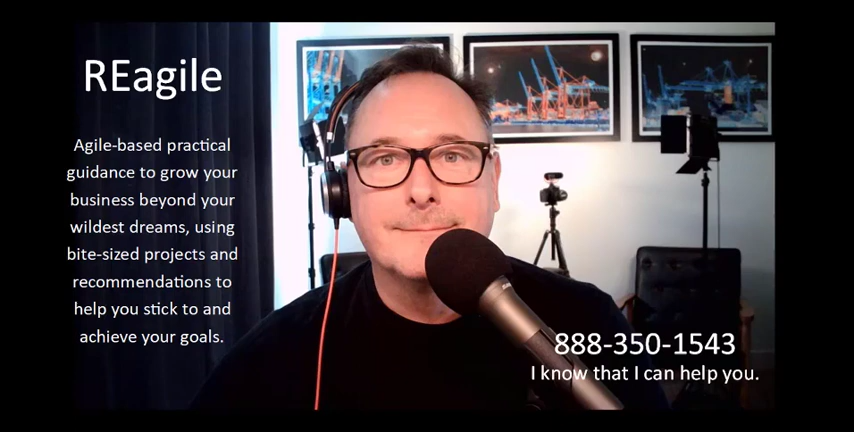 REagile
Agile-based practical
guidance to grow your
business beyond your
wildest dreams, using
bite-sized projects and
recommendations to
help you stick to and
achieve your goals.
888-350-1543
I know that I can help you.